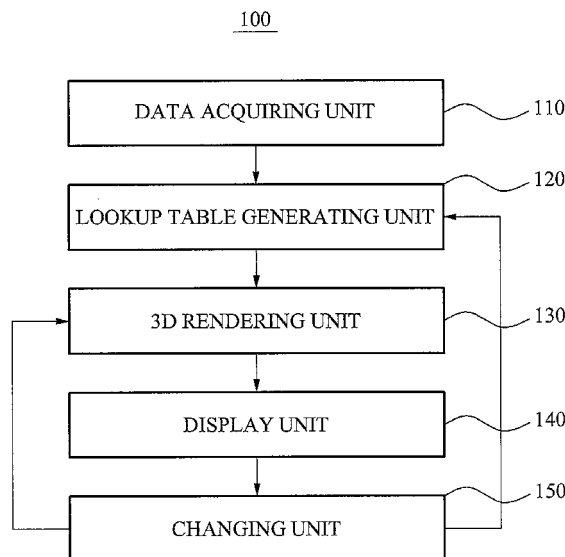 100
DATA ACQUIRING UNIT
110
120
LOOKUP TABLE GENERATING UNIT
3D RENDERING UNIT
130
DISPLAY UNIT
140
150
CHANGING UNIT